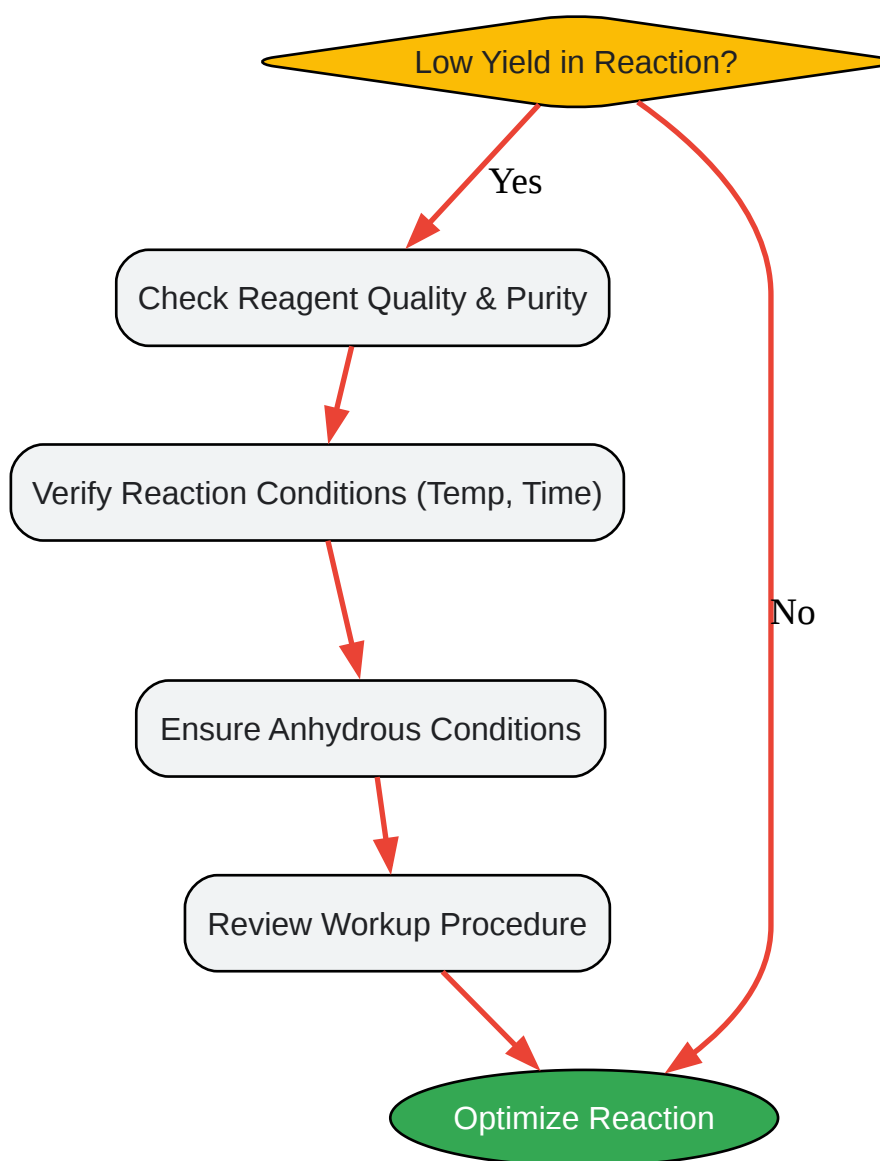 Low Yield in Reaction?
Yes
Check Reagent Quality & Purity
Verify Reaction Conditions (Temp, Time)
No
Ensure Anhydrous Conditions
Review Workup Procedure
Optimize Reaction